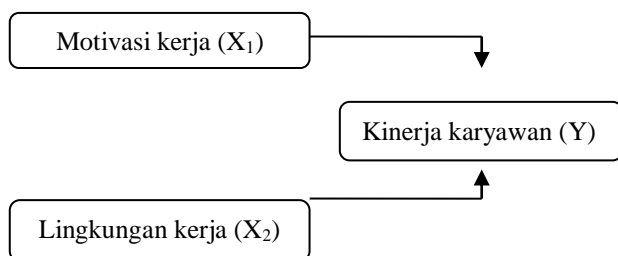 Motivasi kerja (X₁)
Kinerja karyawan (Y)
Lingkungan kerja (X₂)